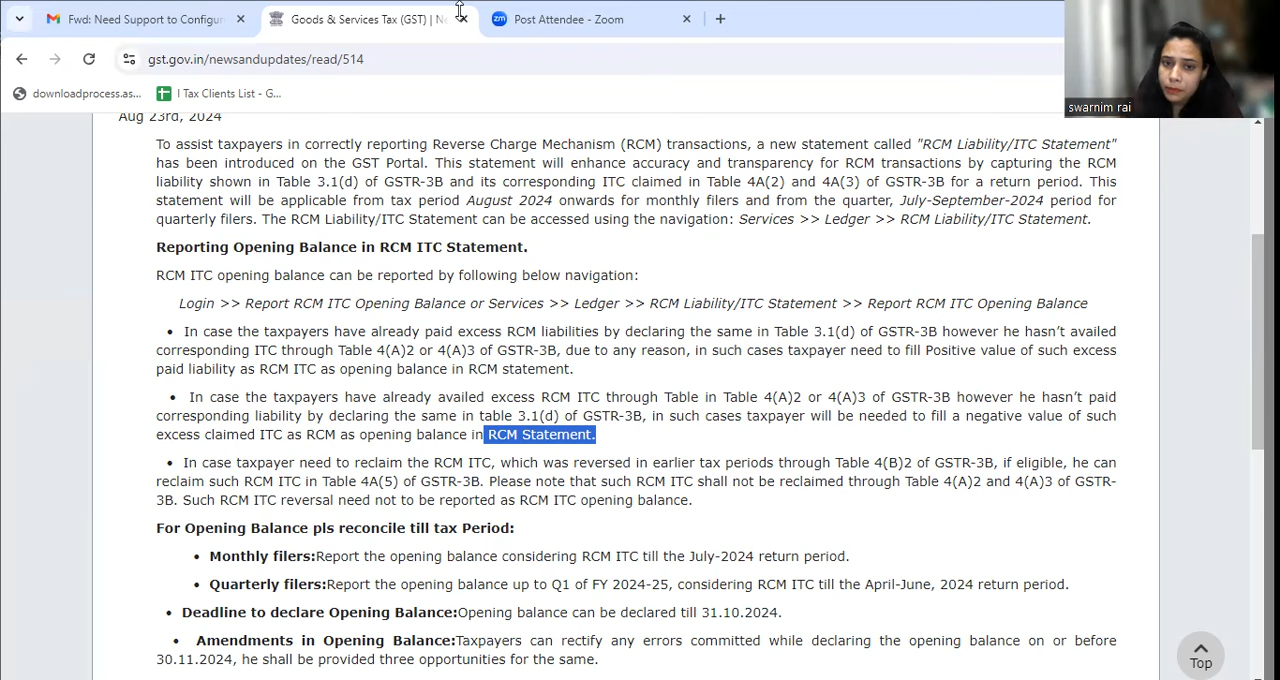 Fwd: Need Support to Configur
Goods & Services Tax (GST) | Ne
Post Attendee - Zoom
gst.gov.in/newsandupdates/read/514
downloadprocess.as...
I Tax Clients List - G...
swarnim rai
Aug 23rd, 2024
To assist taxpayers in correctly reporting Reverse Charge Mechanism (RCM) transactions, a new statement called "RCM Liability/ITC Statement"
has been introduced on the GST Portal. This statement will enhance accuracy and transparency for RCM transactions by capturing the RCM
liability shown in Table 3.1(d) of GSTR-3B and its corresponding ITC claimed in Table 4A(2) and 4A(3) of GSTR-3B for a return period. This
statement will be applicable from tax period August 2024 onwards for monthly filers and from the quarter, July-September-2024 period for
quarterly filers. The RCM Liability/ITC Statement can be accessed using the navigation: Services >> Ledger >> RCM Liability/ITC Statement.
Reporting Opening Balance in RCM ITC Statement.
RCM ITC opening balance can be reported by following below navigation:
Login >> Report RCM ITC Opening Balance or Services >> Ledger >> RCM Liability/ITC Statement >> Report RCM ITC Opening Balance
• In case the taxpayers have already paid excess RCM liabilities by declaring the same in Table 3.1(d) of GSTR-3B however he hasn't availed
corresponding ITC through Table 4(A)2 or 4(A)3 of GSTR-3B, due to any reason, in such cases taxpayer need to fill Positive value of such excess
paid liability as RCM ITC as opening balance in RCM statement.
• In case the taxpayers have already availed excess RCM ITC through Table in Table 4(A)2 or 4(A)3 of GSTR-3B however he hasn't paid
corresponding liability by declaring the same in table 3.1(d) of GSTR-3B, in such cases taxpayer will be needed to fill a negative value of such
excess claimed ITC as RCM as opening balance in RCM Statement.
• In case taxpayer need to reclaim the RCM ITC, which was reversed in earlier tax periods through Table 4(B)2 of GSTR-3B, if eligible, he can
reclaim such RCM ITC in Table 4A(5) of GSTR-3B. Please note that such RCM ITC shall not be reclaimed through Table 4(A)2 and 4(A)3 of GSTR-
3B. Such RCM ITC reversal need not to be reported as RCM ITC opening balance.
For Opening Balance pls reconcile till tax Period:
• Monthly filers:Report the opening balance considering RCM ITC till the July-2024 return period.
• Quarterly filers:Report the opening balance up to Q1 of FY 2024-25, considering RCM ITC till the April-June, 2024 return period.
• Deadline to declare Opening Balance:Opening balance can be declared till 31.10.2024.
• Amendments in Opening Balance:Taxpayers can rectify any errors committed while declaring the opening balance on or before
30.11.2024, he shall be provided three opportunities for the same.
Top